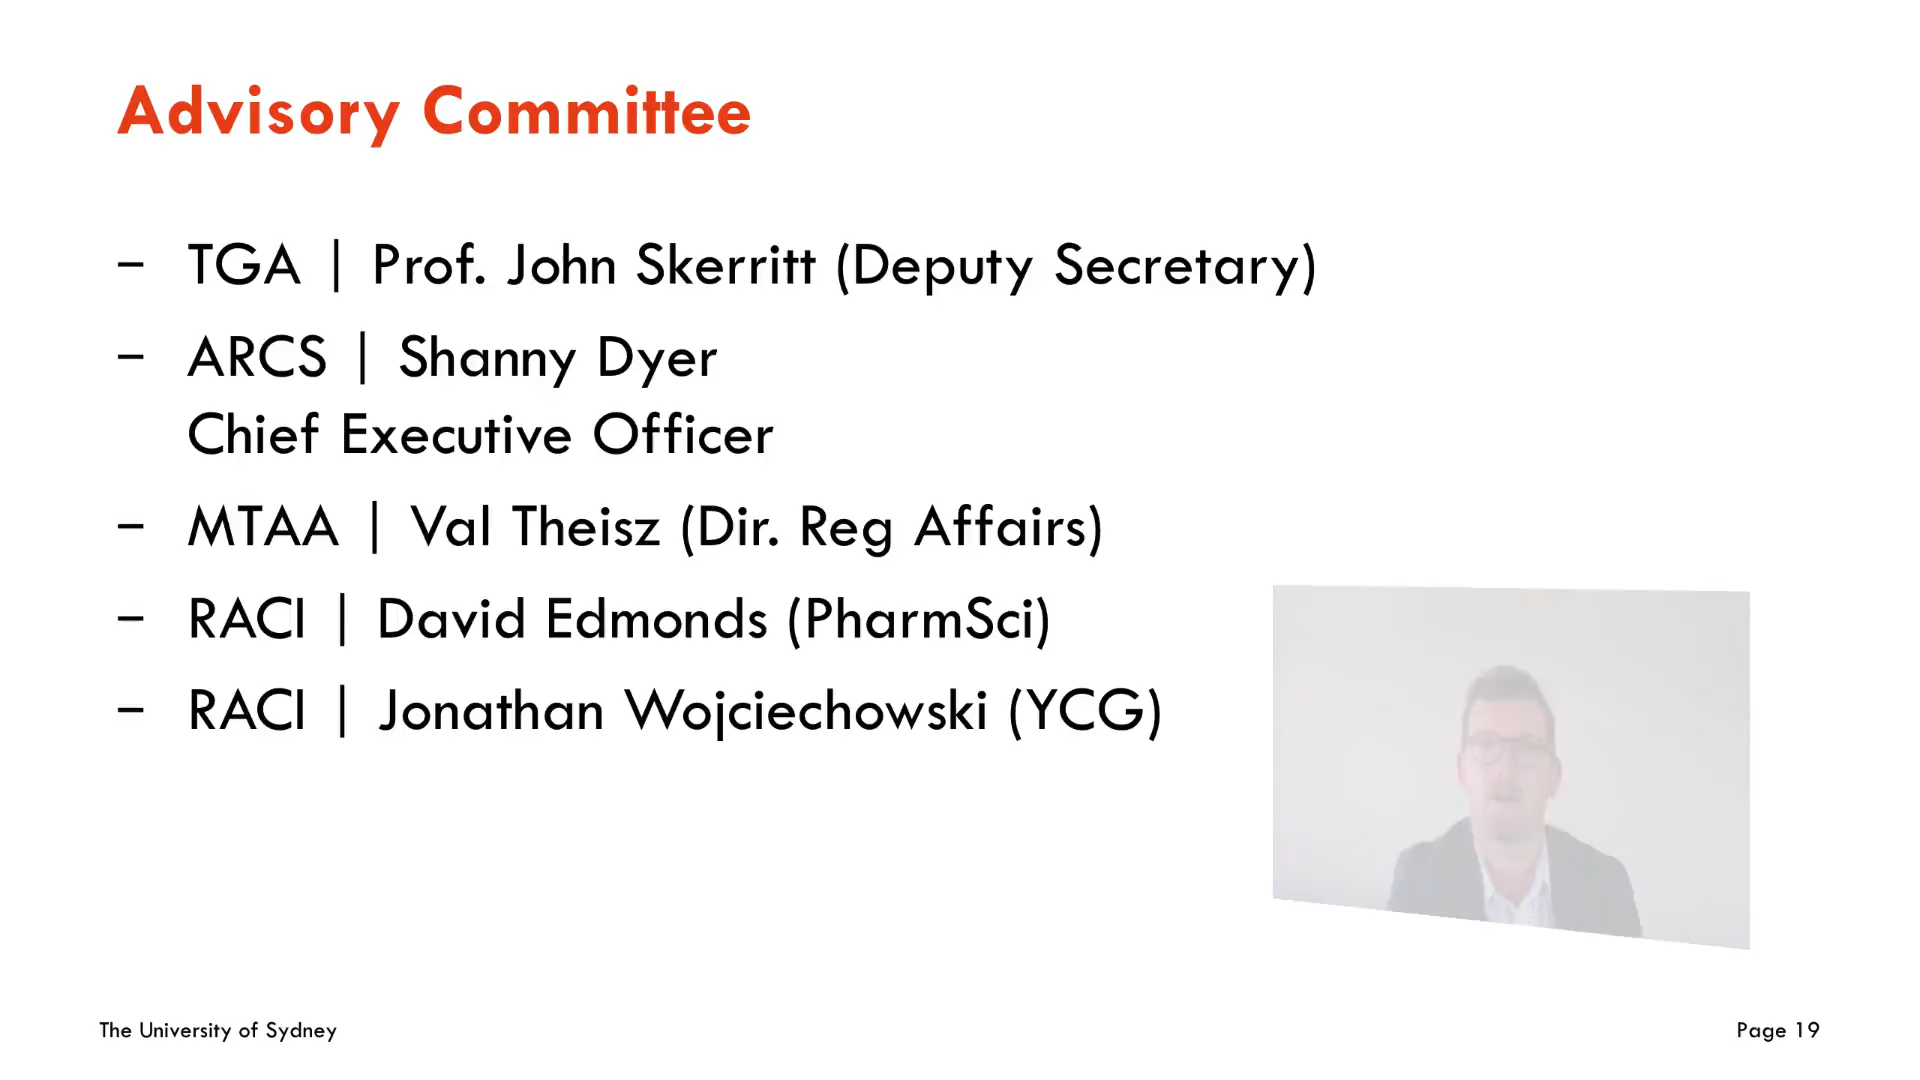 Advisory Committee
– TGA | Prof. John Skerritt (Deputy Secretary)
– ARCS | Shanny Dyer
Chief Executive Officer
– MTAA | Val Theisz (Dir. Reg Affairs)
– RACI | David Edmonds (PharmSci)
– RACI | Jonathan Wojciechowski (YCG)
The University of Sydney
Page 19